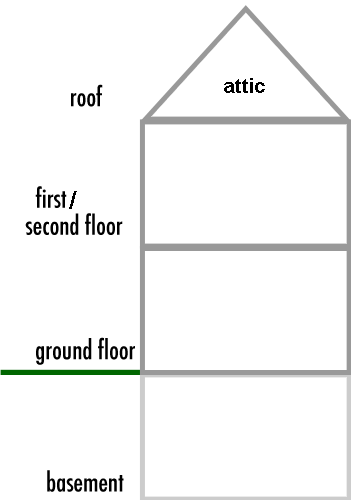 attic
roof
first/
second floor
ground floor
basement